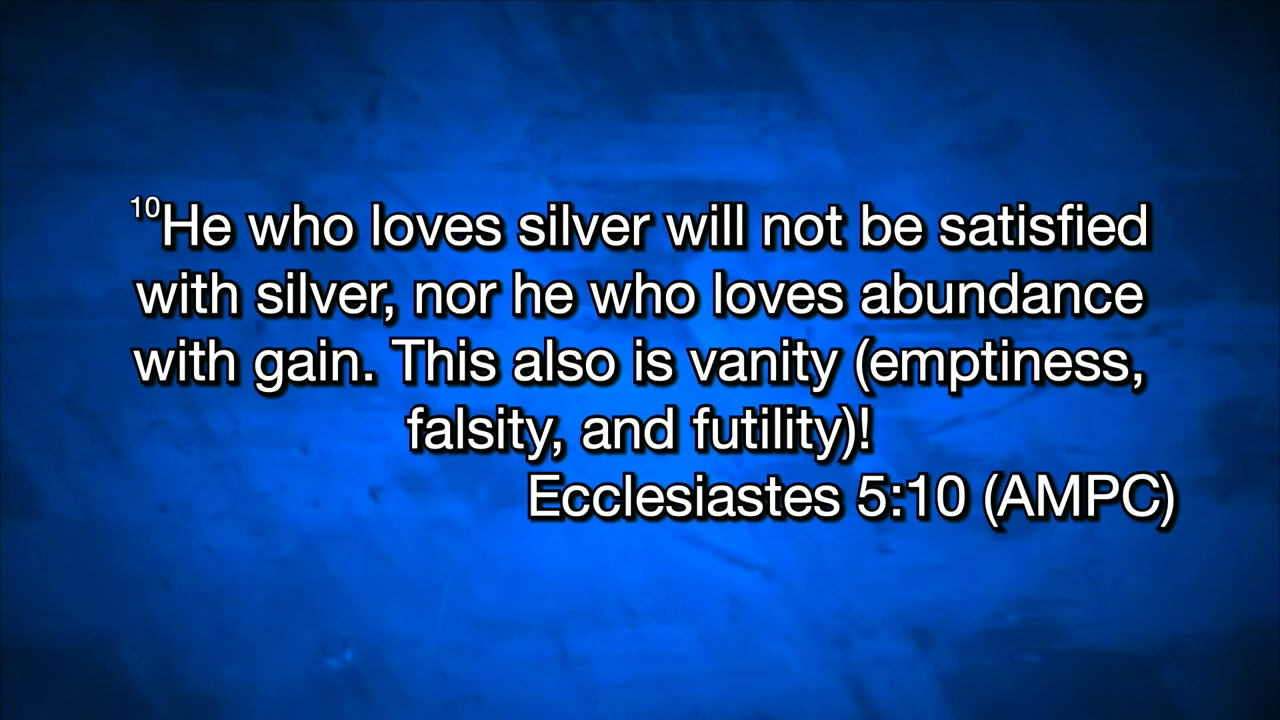 ¹⁰He who loves silver will not be satisfied
with silver, nor he who loves abundance
with gain. This also is vanity (emptiness,
falsity, and futility)!
Ecclesiastes 5:10 (AMPC)